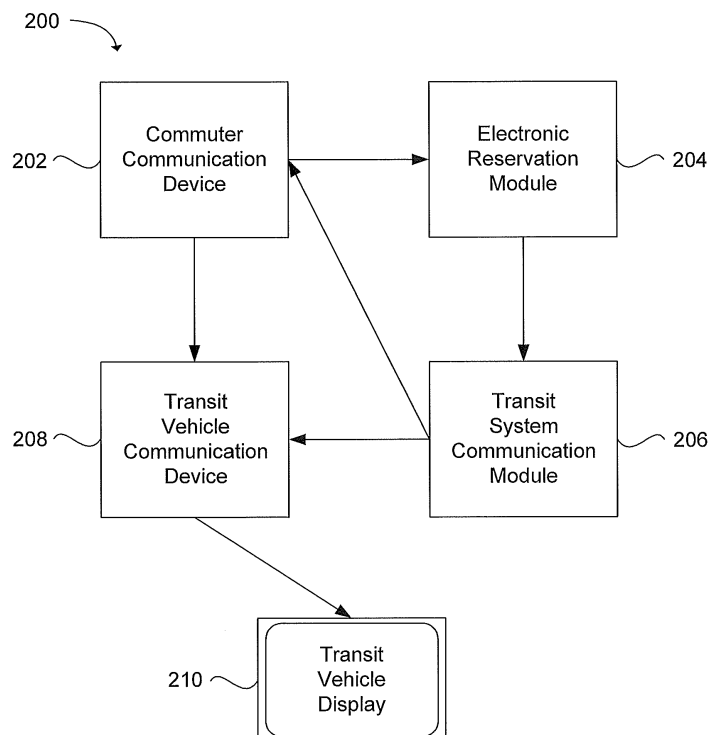 200
Commuter
Communication
Device
202
Electronic
Reservation
Module
204
Transit
Vehicle
Communication
Device
208
Transit
System
Communication
Module
206
Transit
Vehicle
Display
210